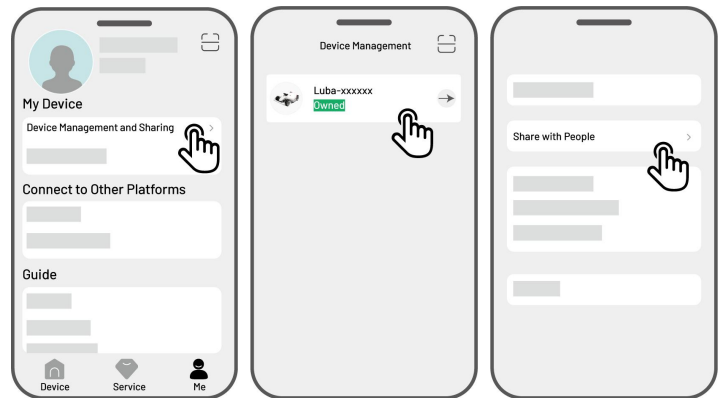 My Device
Device Management and Sharing
Connect to Other Platforms
Guide
Device Service Me
Device Management
Luba-xxxxxx
Owned
Share with People